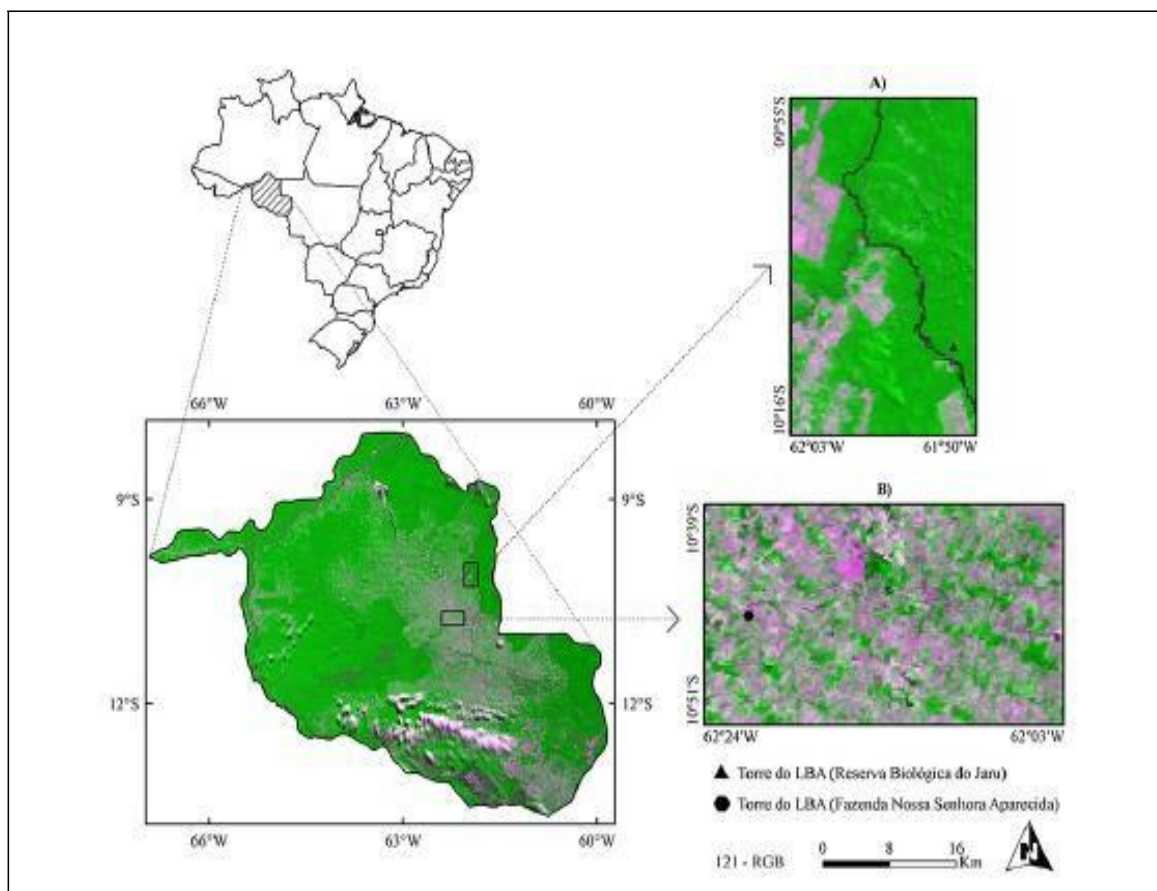 A)
09°55'S
10°16'S
62°03'W 61°50'W
66°W 63°W 60°W
9°S 9°S
12°S 12°S
66°W 63°W 60°W
B)
10°39'S
10°51'S
62°24'W 62°03'W
Torre do LBA (Reserva Biológica do Jaru)
Torre do LBA (Fazenda Nossa Senhora Aparecida)
121 - RGB
0 8 16
Km
N